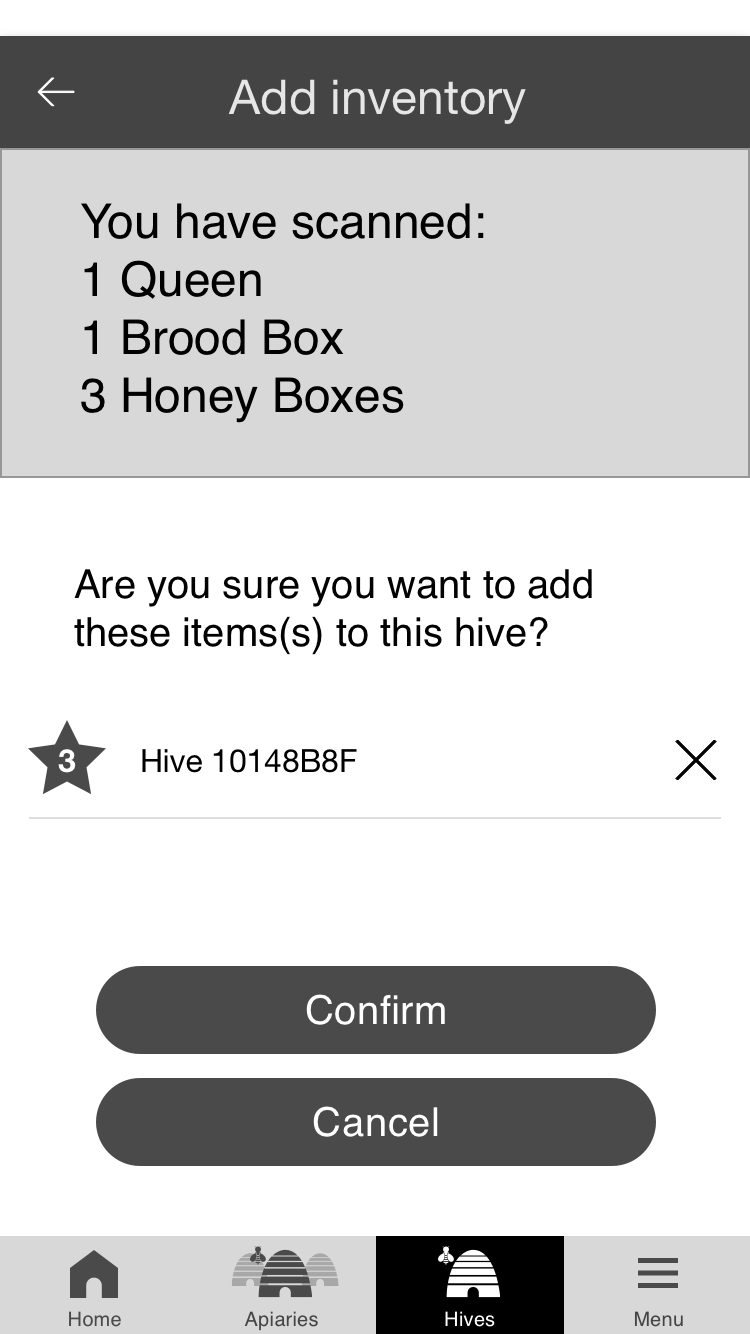 Add inventory
You have scanned:
1 Queen
1 Brood Box
3 Honey Boxes
Are you sure you want to add
these items(s) to this hive?
3
Hive 10148B8F
Confirm
Cancel
Home
Apiaries
Hives
Menu